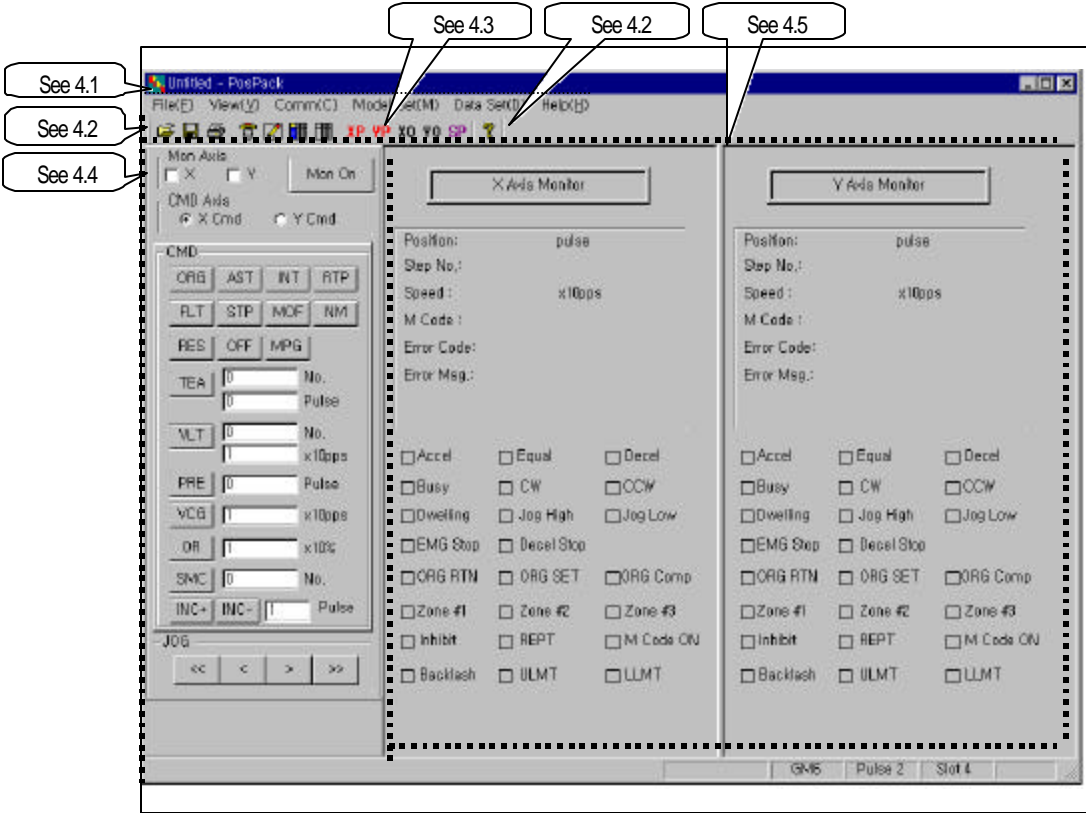 See 4.3
See 4.2
See 4.5
See 4.1
Untitled - PosPack
File(F) View(V) Comm(C) Model Set(M) Data Set(D) Help(H)
See 4.2
XP YP XO YO SP ?
See 4.4
Mon Axis
X Y Mon On
CMD Axis
X Cmd Y Cmd
CMD
ORG AST INT RTP
FLT STP MOF NM
RES OFF MPG
TEA 0 No.
0 Pulse
VLT 0 No.
1 x10pps
PRE 0 Pulse
VCG 1 x10pps
OR 1 x10%
SMC 0 No.
INC+ INC- 1 Pulse
JOG
<< < > >>
X Axis Monitor
Position: pulse
Step No.:
Speed : x10pps
M Code :
Error Code:
Error Msg.:
Accel Equal Decel
Busy CW CCW
Dwelling Jog High Jog Low
EMG Stop Decel Stop
ORG RTN ORG SET ORG Comp
Zone #1 Zone #2 Zone #3
Inhibit REPT M Code ON
Backlash ULMT LLMT
Y Axis Monitor
Position: pulse
Step No.:
Speed : x10pps
M Code :
Error Code:
Error Msg.:
Accel Equal Decel
Busy CW CCW
Dwelling Jog High Jog Low
EMG Stop Decel Stop
ORG RTN ORG SET ORG Comp
Zone #1 Zone #2 Zone #3
Inhibit REPT M Code ON
Backlash ULMT LLMT
GM6 Pulse 2 Slot 4